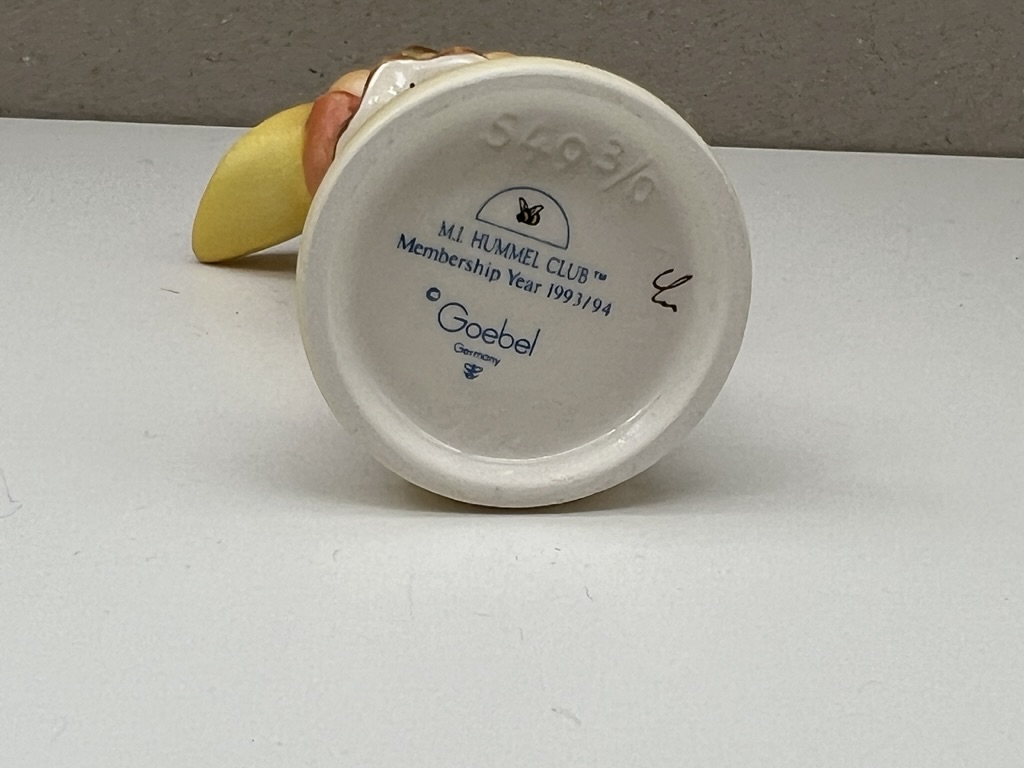 S493/0
M.I. HUMMEL CLUB™
Membership Year 1993/94
© Goebel
Germany